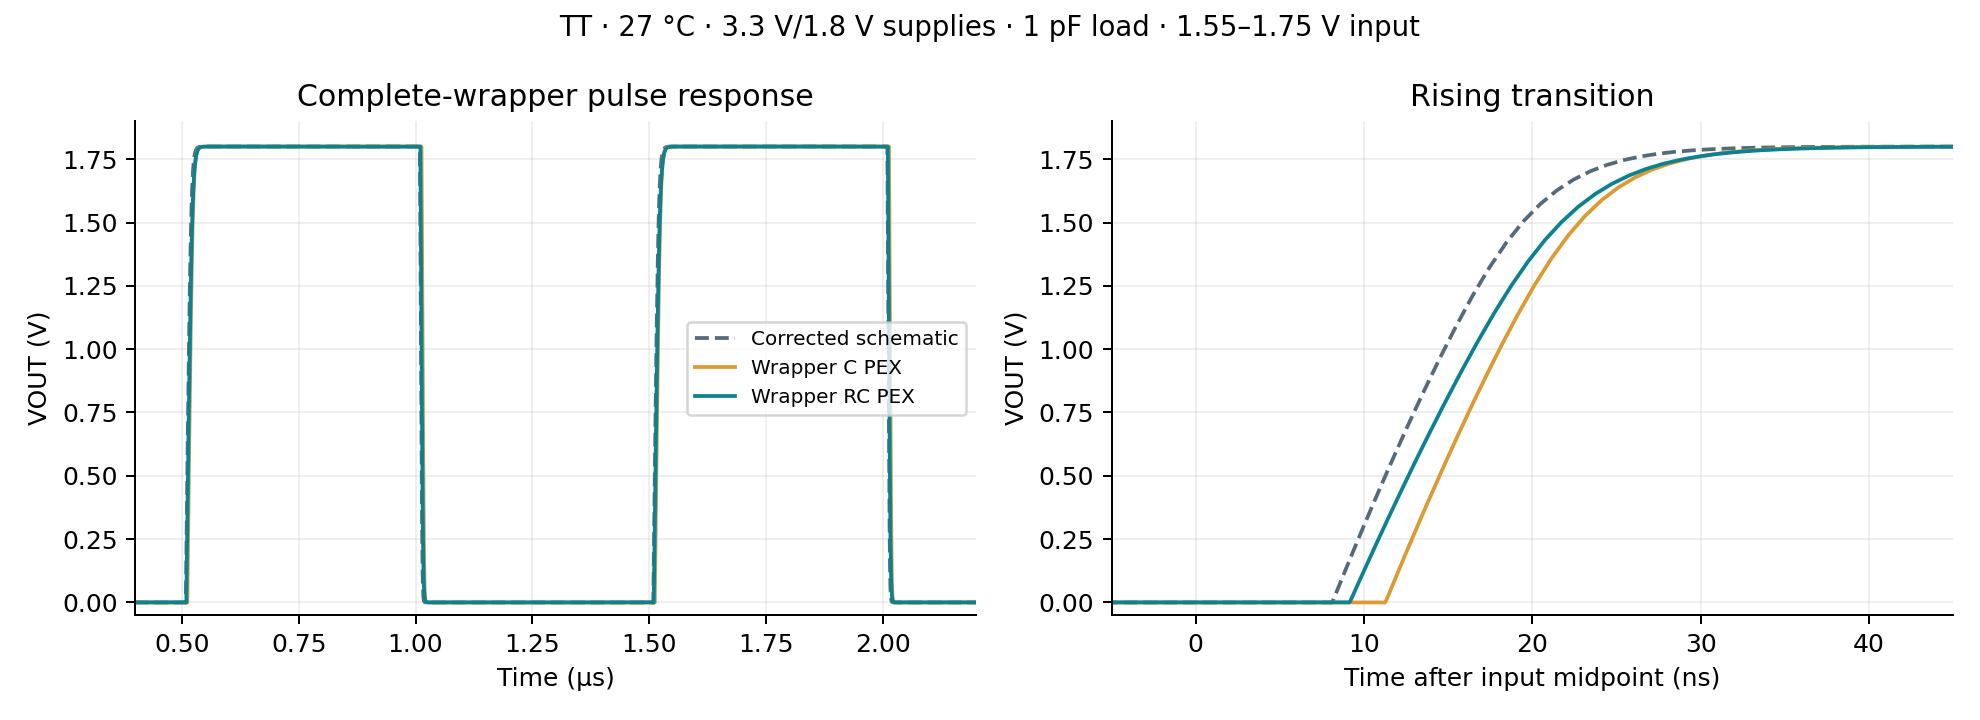 TT · 27 °C · 3.3 V/1.8 V supplies · 1 pF load · 1.55–1.75 V input
Complete-wrapper pulse response
1.75
1.50
1.25
1.00
0.75
0.50
0.25
0.00
VOUT (V)
Corrected schematic
Wrapper C PEX
Wrapper RC PEX
0.50 0.75 1.00 1.25 1.50 1.75 2.00
Time (µs)
Rising transition
1.75
1.50
1.25
1.00
0.75
0.50
0.25
0.00
VOUT (V)
0 10 20 30 40
Time after input midpoint (ns)